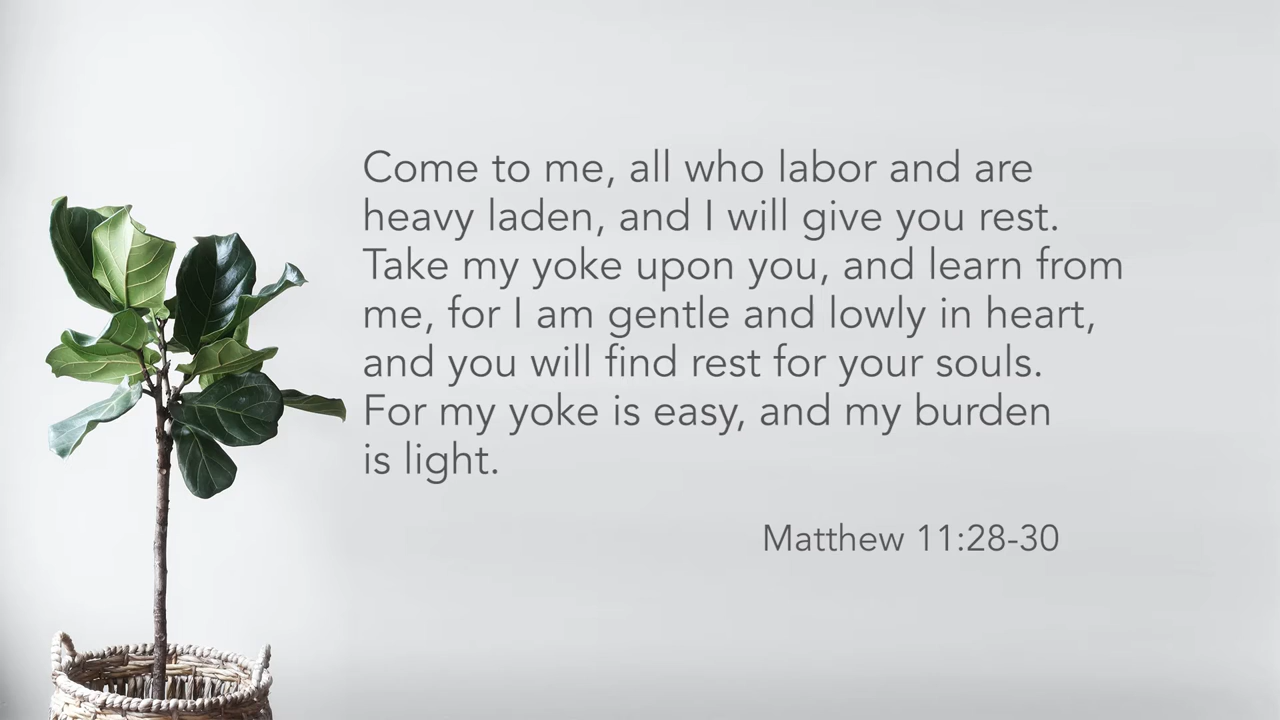 Come to me, all who labor and are
heavy laden, and I will give you rest.
Take my yoke upon you, and learn from
me, for I am gentle and lowly in heart,
and you will find rest for your souls.
For my yoke is easy, and my burden
is light.
Matthew 11:28-30